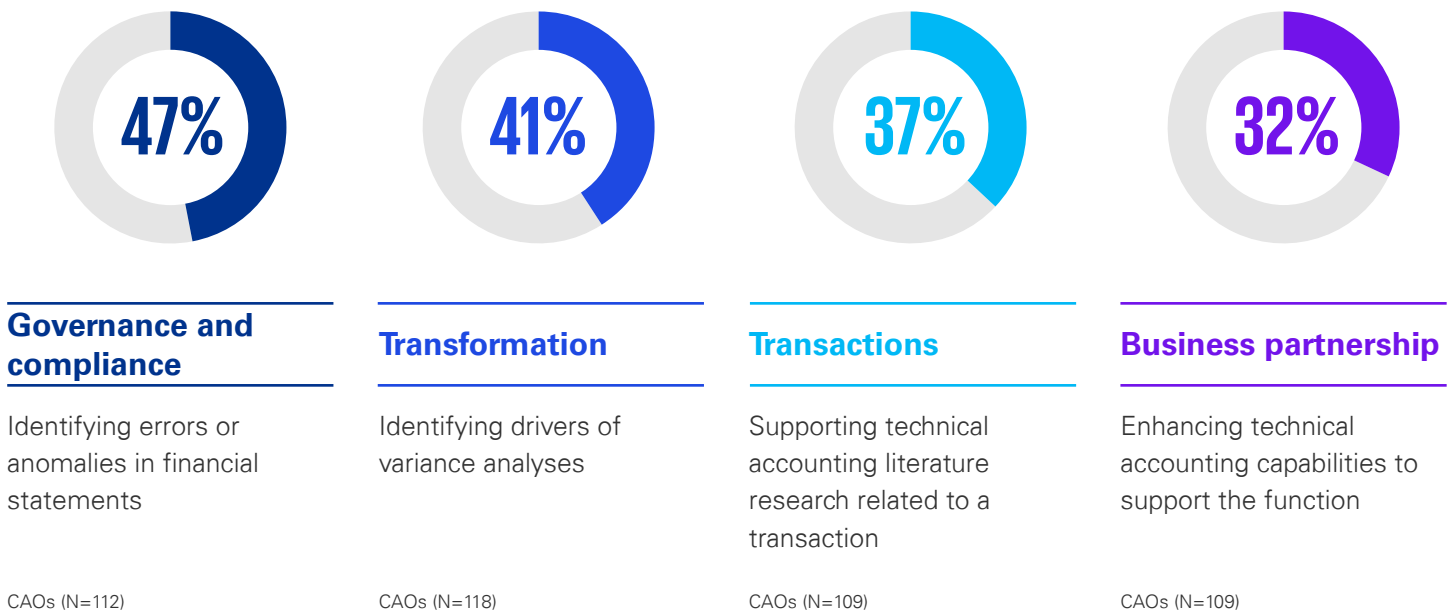 47%
41%
37%
32%
Governance and
compliance
Transformation
Transactions
Business partnership
Identifying errors or
anomalies in financial
statements
Identifying drivers of
variance analyses
Supporting technical
accounting literature
research related to a
transaction
Enhancing technical
accounting capabilities to
support the function
CAOs (N=112)
CAOs (N=118)
CAOs (N=109)
CAOs (N=109)